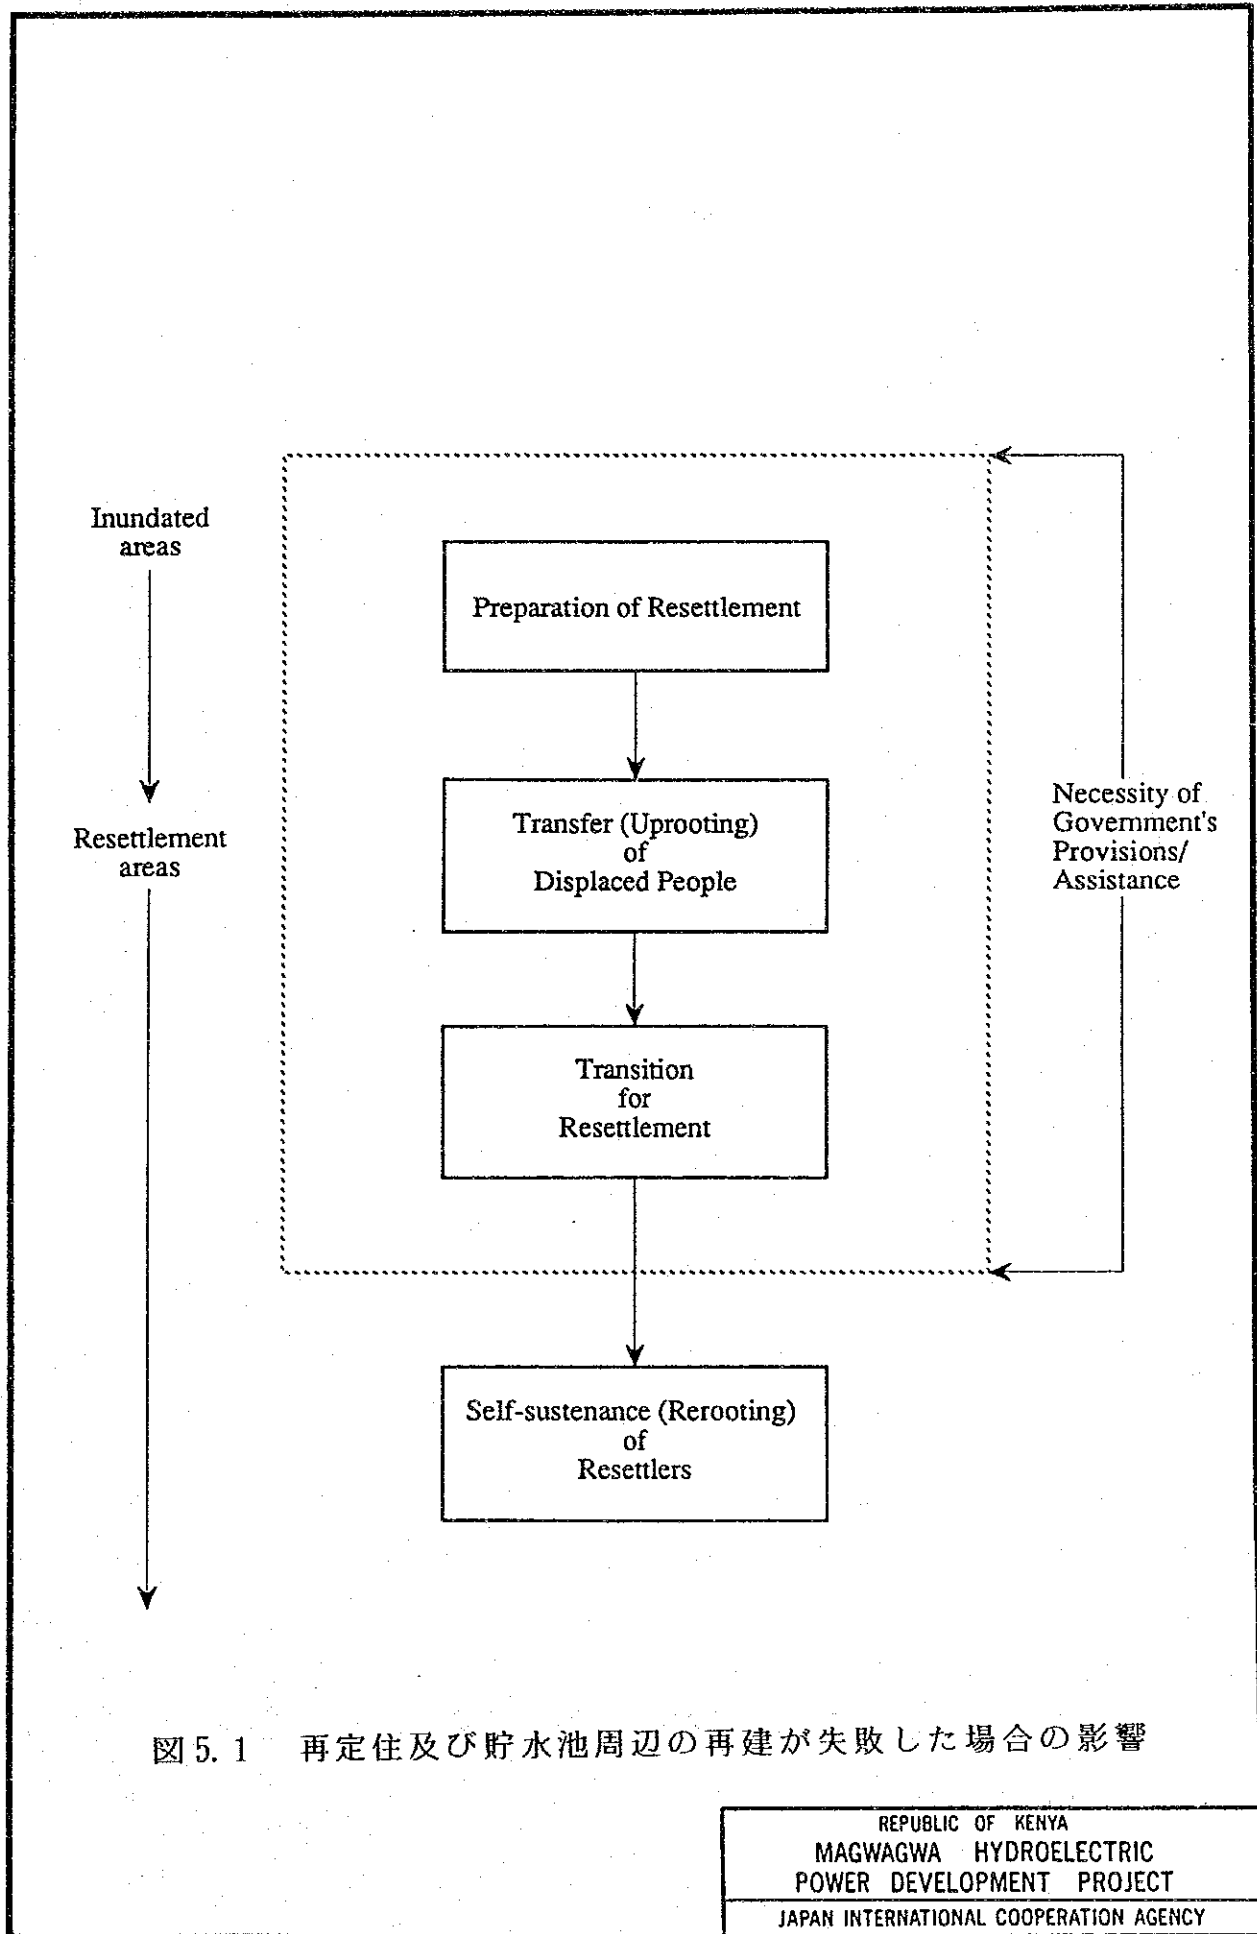 Inundated
areas
Preparation of Resettlement
Transfer (Uprooting)
of
Displaced People
Necessity of
Government's
Provisions/
Assistance
Resettlement
areas
Transition
for
Resettlement
Self-sustenance (Rerooting)
of
Resettlers
図5.1 再定住及び貯水池周辺の再建が失敗した場合の影響
REPUBLIC OF KENYA
MAGWAGWA HYDROELECTRIC
POWER DEVELOPMENT PROJECT
JAPAN INTERNATIONAL COOPERATION AGENCY